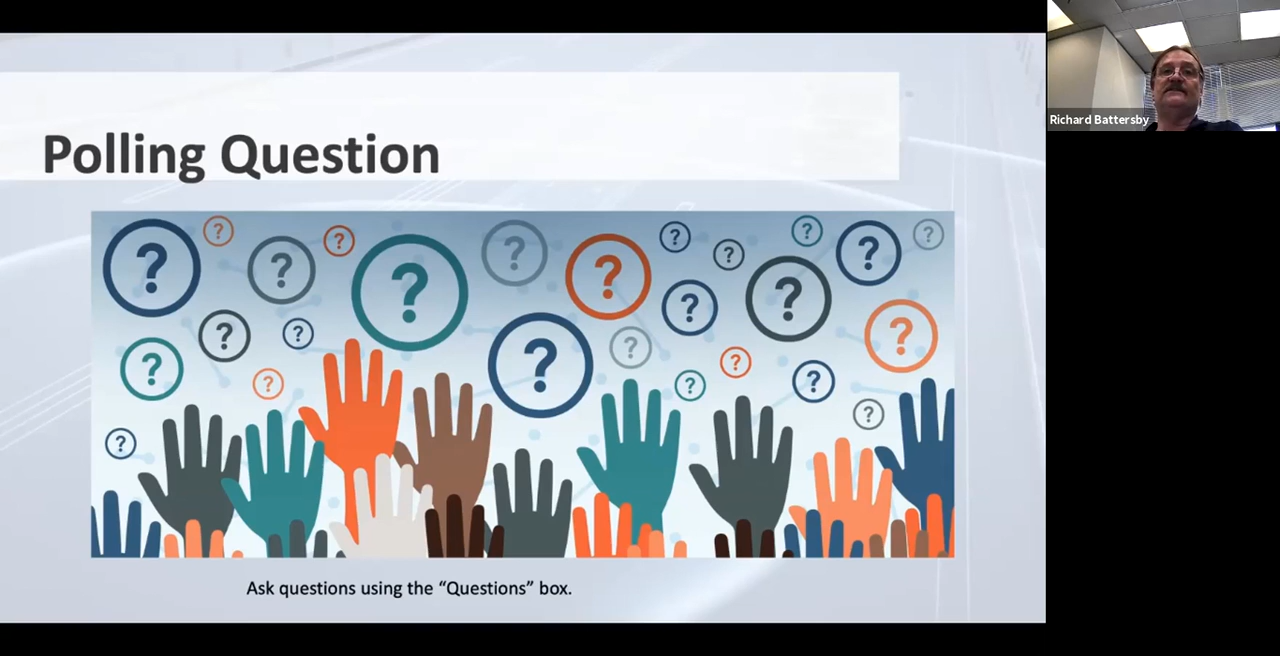 Polling Question
Richard Battersby
? ? ? ? ? ? ? ? ? ? ? ? ? ? ? ? ? ? ? ? ? ? ? ?
Ask questions using the “Questions” box.